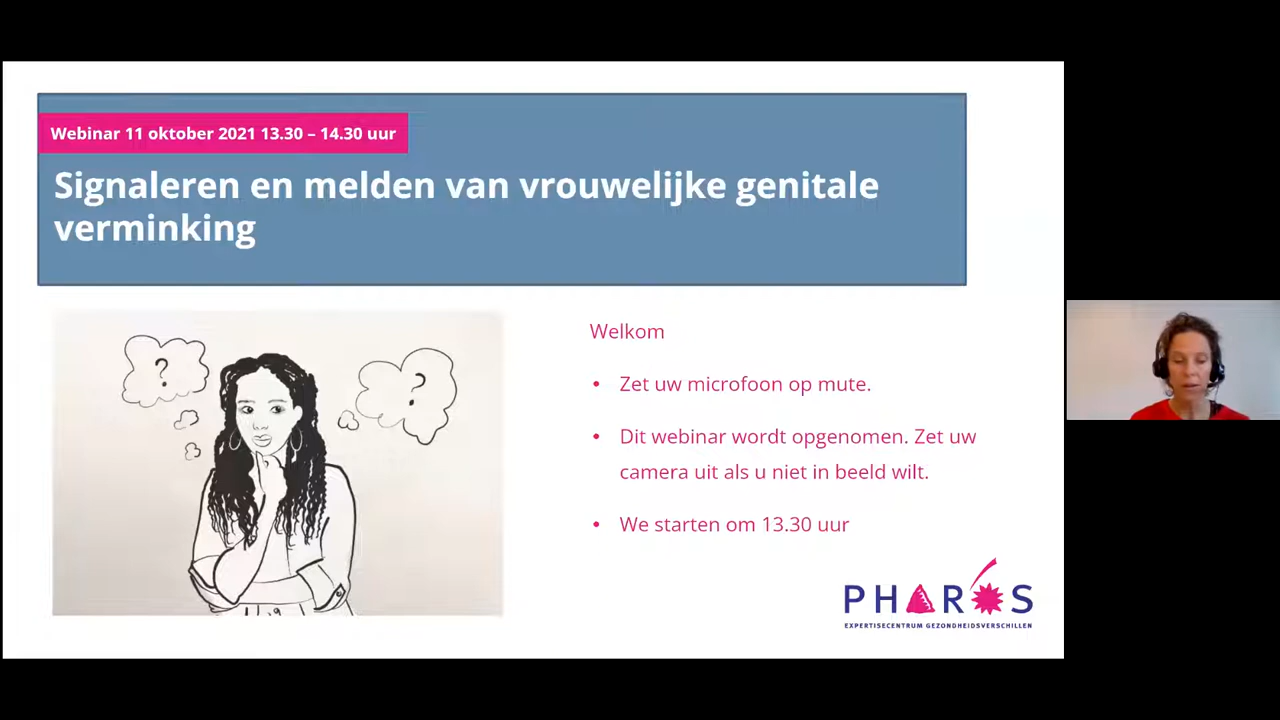 Webinar 11 oktober 2021 13.30 – 14.30 uur
Signaleren en melden van vrouwelijke genitale
verminking
?
?
Welkom
• Zet uw microfoon op mute.
• Dit webinar wordt opgenomen. Zet uw
camera uit als u niet in beeld wilt.
• We starten om 13.30 uur
PHAROS
EXPERTISECENTRUM GEZONDHEIDSVERSCHILLEN